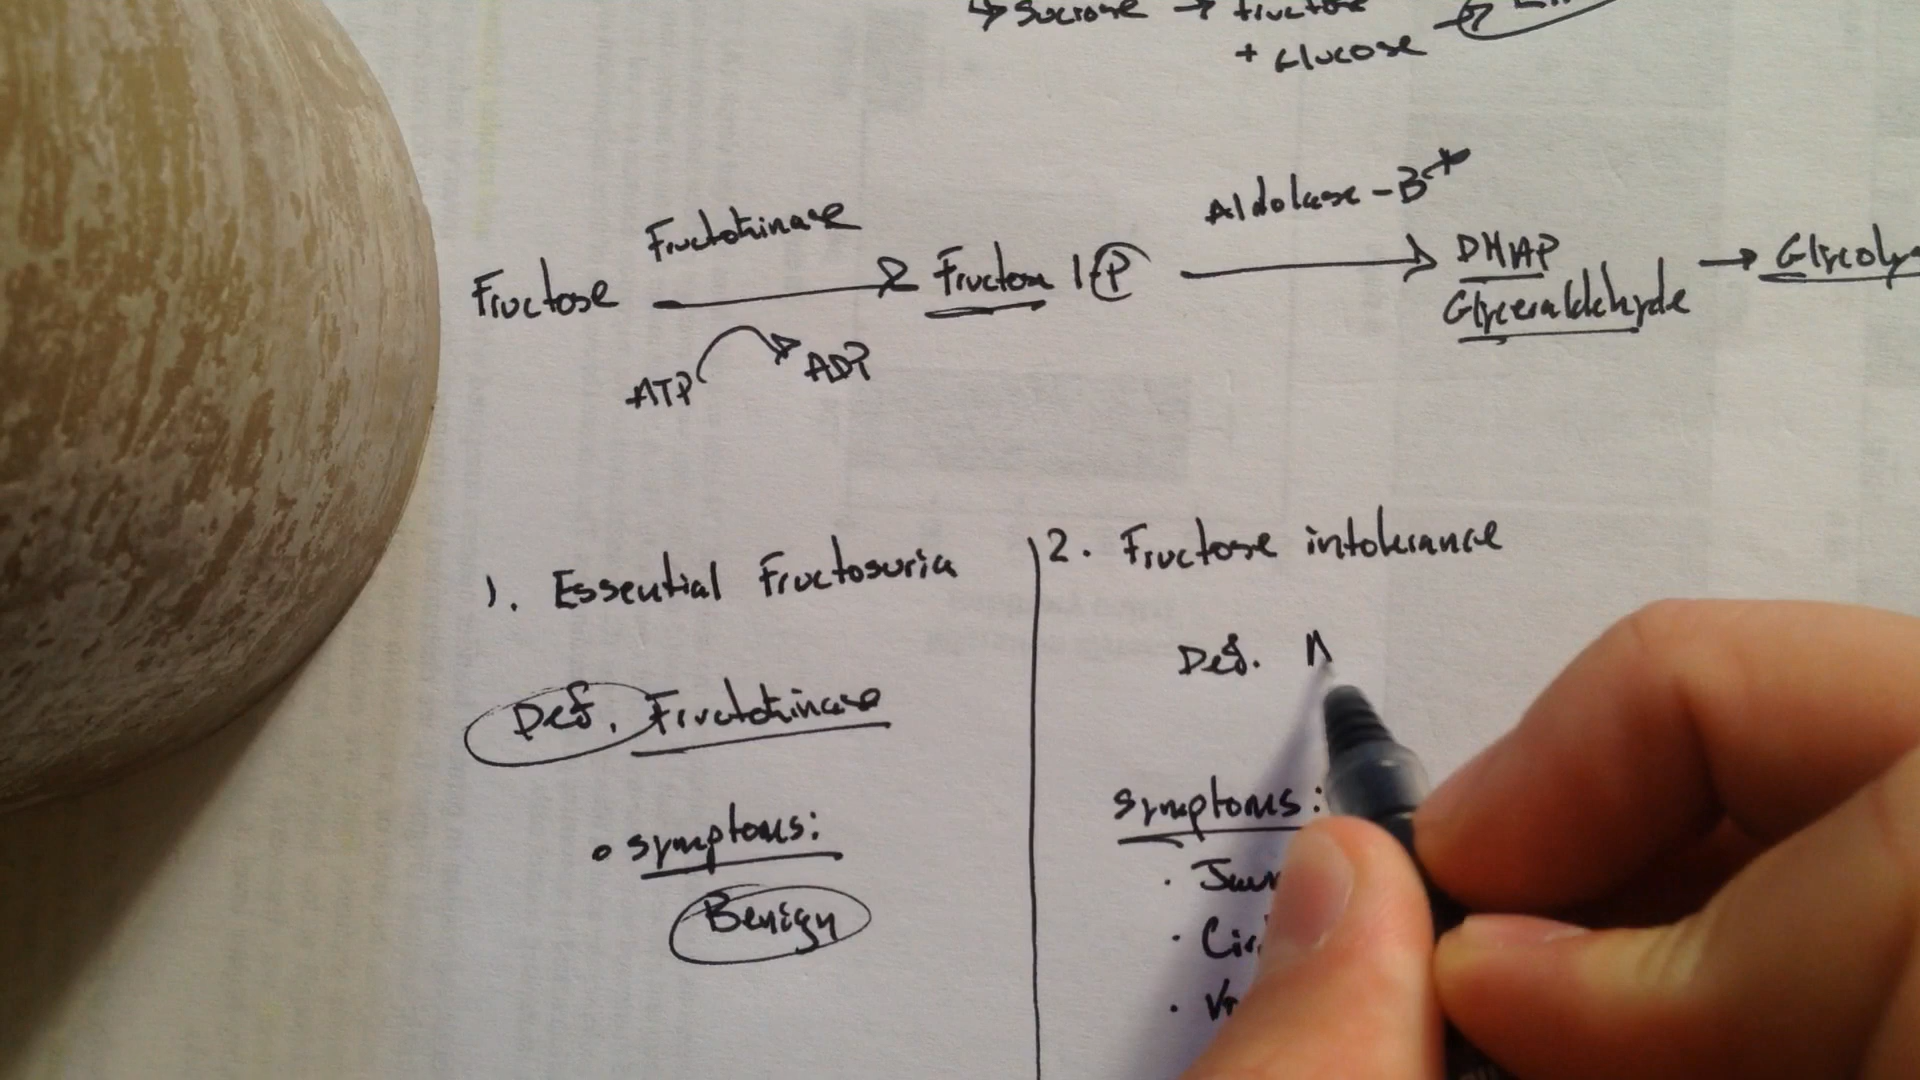 ↳ Sucrose → fructose
+ Glucose
Fructokinase
Aldolase-B
Fructose → Fructose 1-P → DHAP → Glycoly
Glyceraldehyde
ATP → ADP
1. Essential Fructosuria
2. Fructose intolerance
Def. Fructokinase
Def. A
symptoms:
symptoms:
Benign